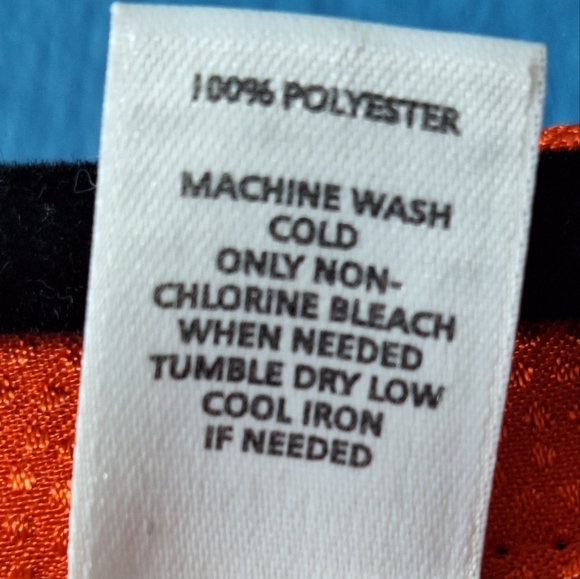 100% POLYESTER
MACHINE WASH
COLD
ONLY NON-
CHLORINE BLEACH
WHEN NEEDED
TUMBLE DRY LOW
COOL IRON
IF NEEDED